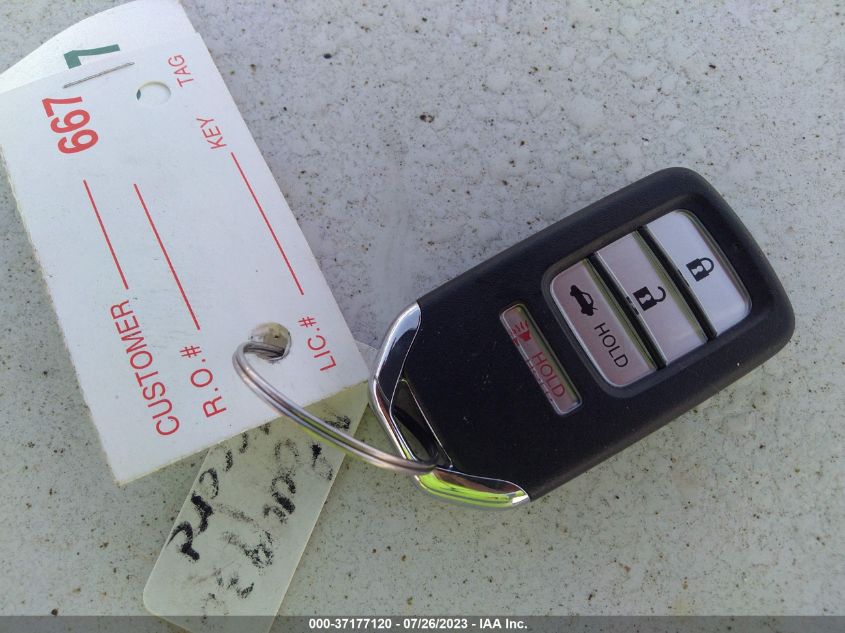 7
667
KEY TAG
CUSTOMER
R.O.#
LIC.#
HOLD
HOLD
000-37177120 - 07/26/2023 - IAA Inc.